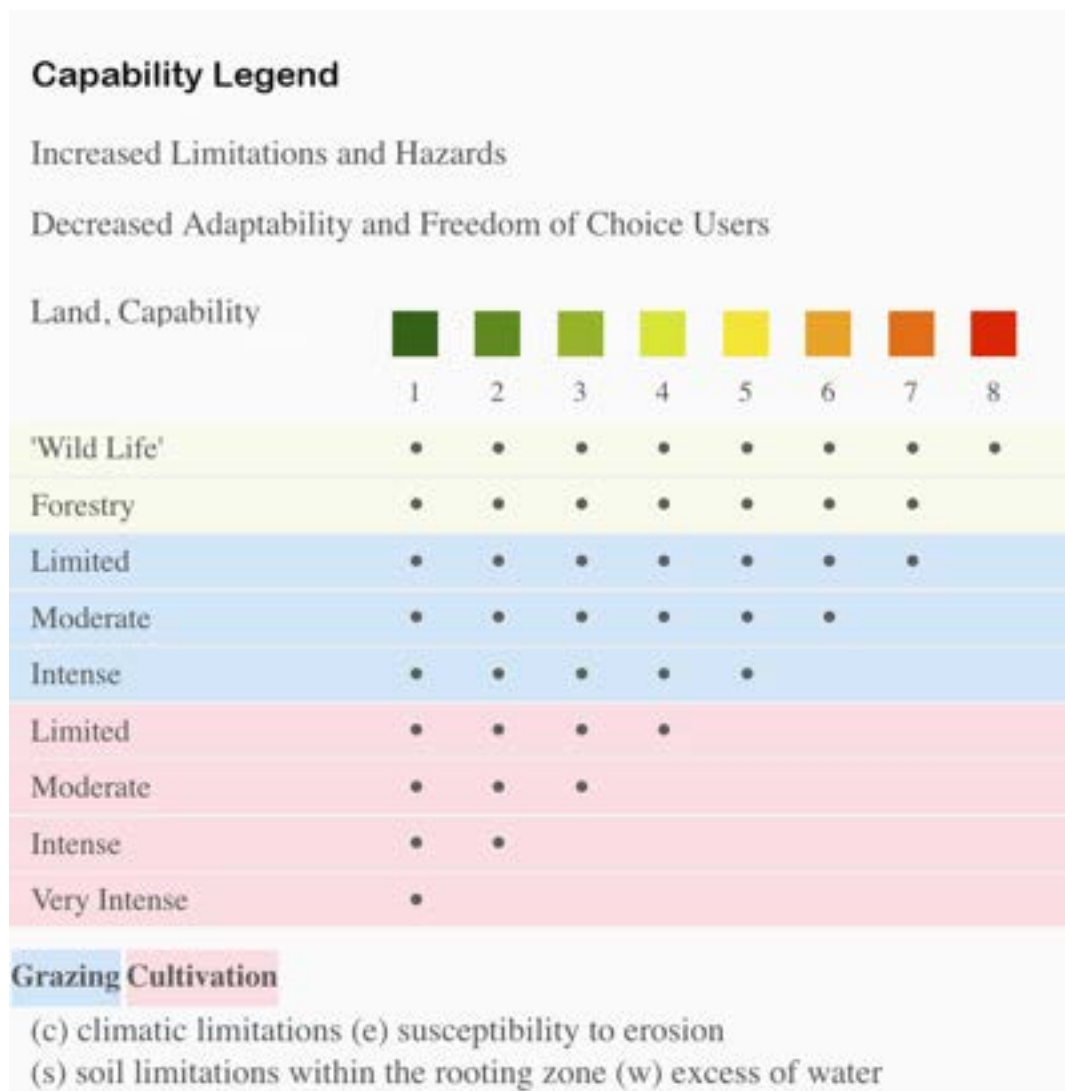 Capability Legend
Increased Limitations and Hazards
Decreased Adaptability and Freedom of Choice Users
Land, Capability
1 2 3 4 5 6 7 8
'Wild Life'
Forestry
Limited
Moderate
Intense
Limited
Moderate
Intense
Very Intense
Grazing Cultivation
(c) climatic limitations (e) susceptibility to erosion
(s) soil limitations within the rooting zone (w) excess of water